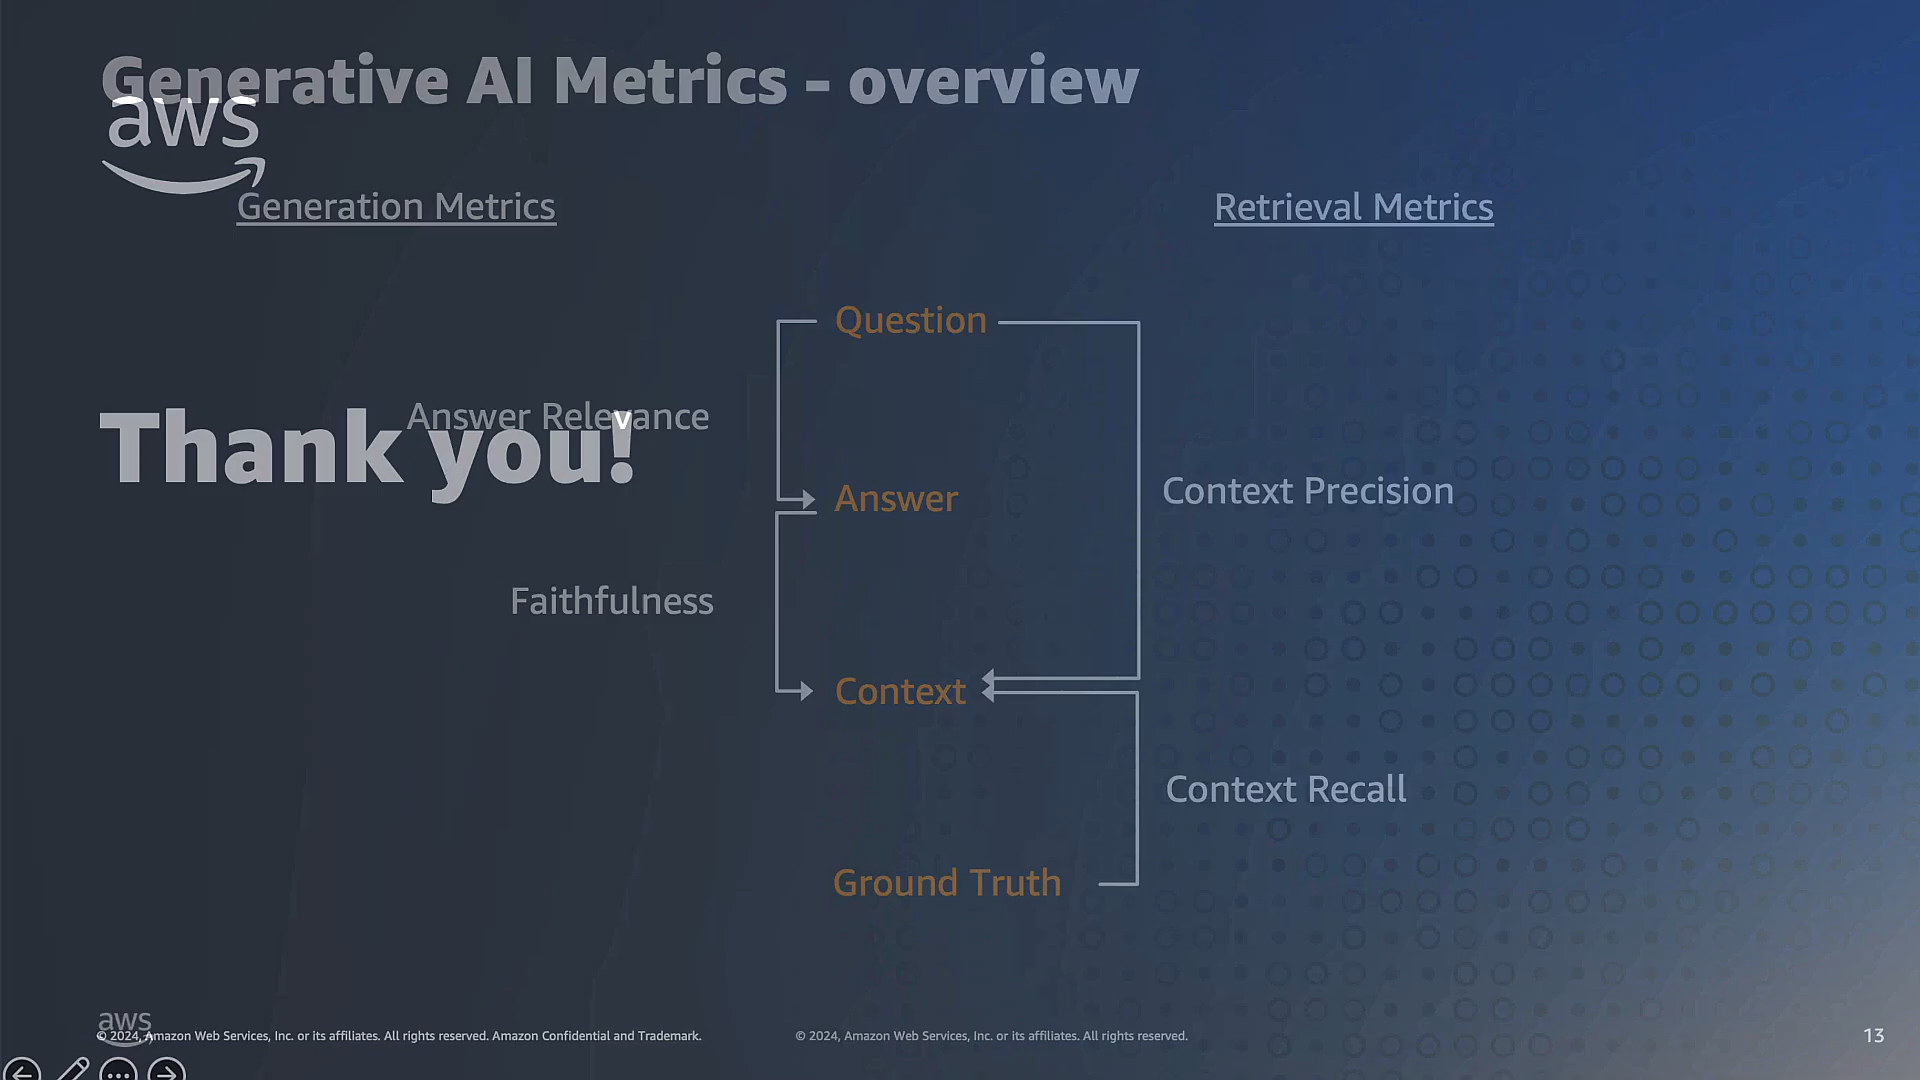 Generative AI Metrics - overview
aws
Generation Metrics
Retrieval Metrics
Question
Answer Relevance
Thank you!
Answer
Context Precision
Faithfulness
Context
Context Recall
Ground Truth
aws
© 2024, Amazon Web Services, Inc. or its affiliates. All rights reserved. Amazon Confidential and Trademark.
© 2024, Amazon Web Services, Inc. or its affiliates. All rights reserved.
13